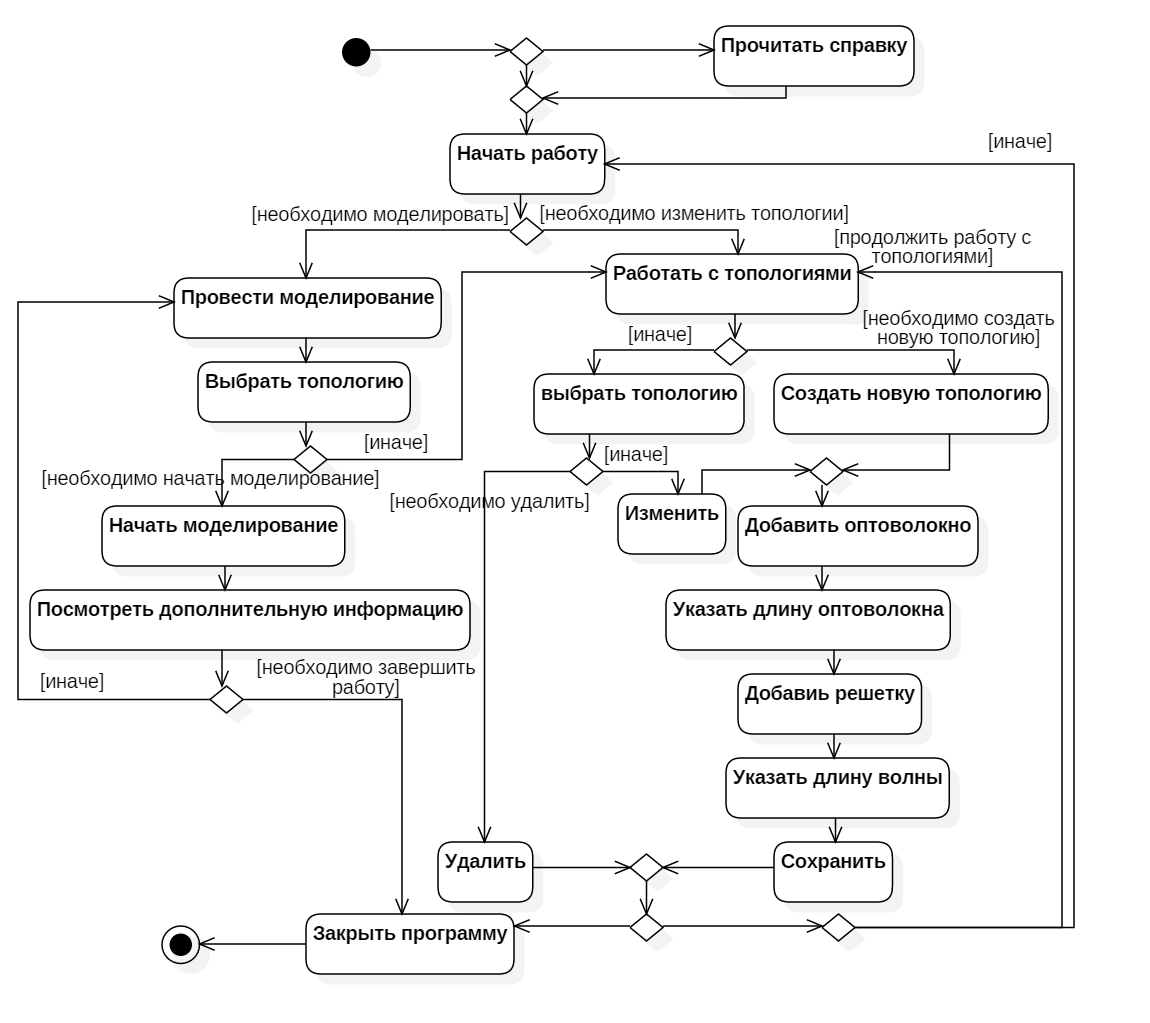 Прочитать справку
[иначе]
Начать работу
[необходимо моделировать]
[необходимо изменить топологии]
[продолжить работу с
топологиями]
Работать с топологиями
Провести моделирование
[необходимо создать
новую топологию]
[иначе]
Выбрать топологию
выбрать топологию
Создать новую топологию
[иначе]
[иначе]
[необходимо начать моделирование]
[необходимо удалить]
Изменить
Начать моделирование
Добавить оптоволокно
Посмотреть дополнительную информацию
Указать длину оптоволокна
[необходимо завершить
работу]
[иначе]
Добавиь решетку
Указать длину волны
Удалить
Сохранить
Закрыть программу